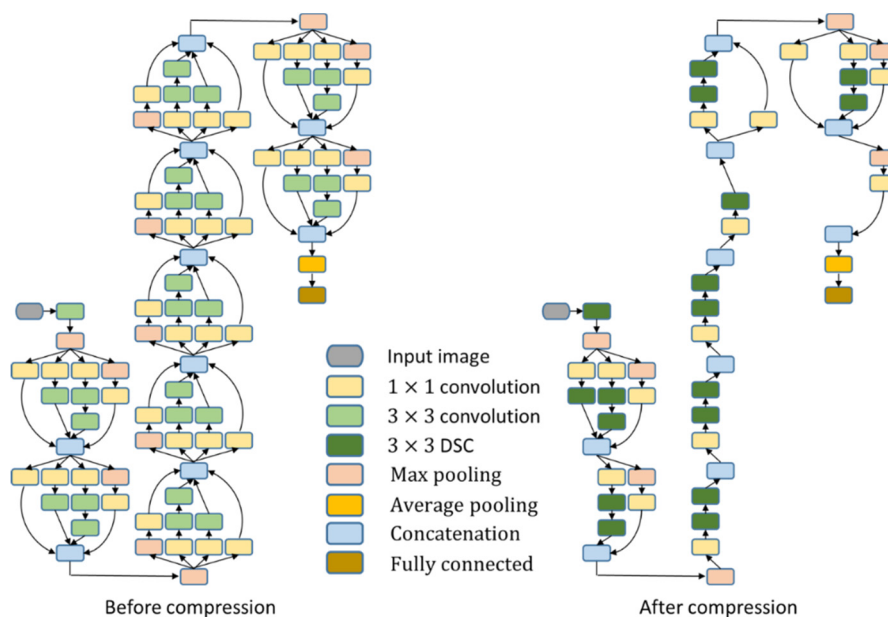 Input image
1 × 1 convolution
3 × 3 convolution
3 × 3 DSC
Max pooling
Average pooling
Concatenation
Fully connected
Before compression
After compression